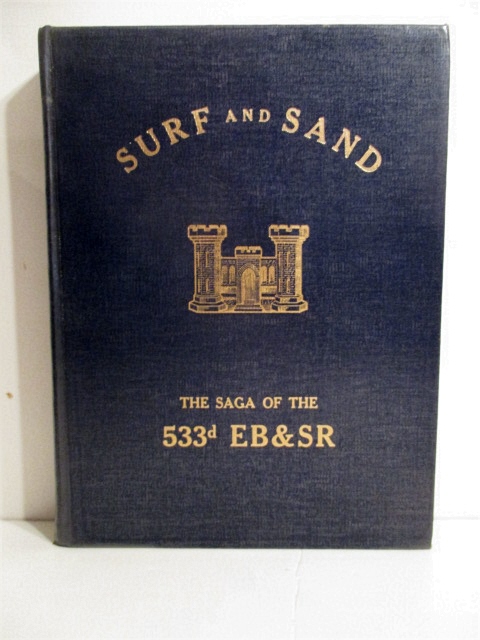 SURF AND SAND
THE SAGA OF THE
533d EB&SR